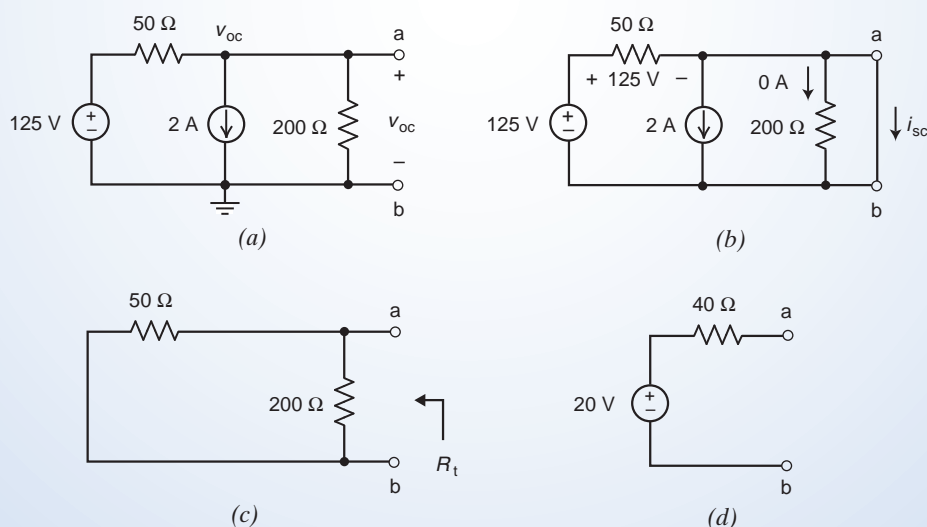 50 Ω
v_oc
a
+
125 V
+
−
2 A
200 Ω
v_oc
−
b
(a)
50 Ω
a
+ 125 V −
0 A
125 V
+
−
2 A
200 Ω
i_sc
b
(b)
50 Ω
a
200 Ω
b
R_t
(c)
40 Ω
a
20 V
+
−
b
(d)